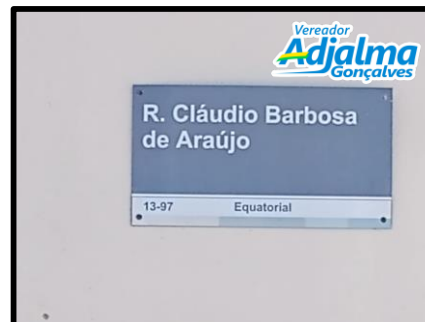 Vereador
Adjalma
Gonçalves
R. Cláudio Barbosa
de Araújo
13-97 Equatorial